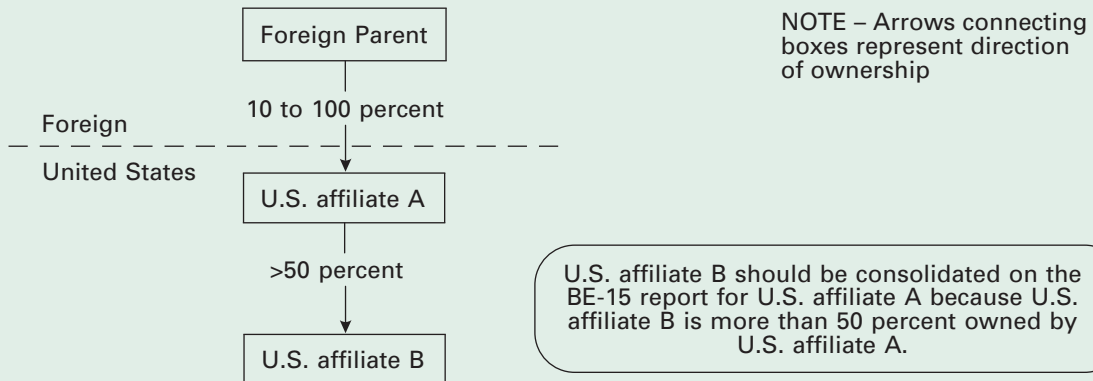 Foreign Parent
NOTE – Arrows connecting
boxes represent direction
of ownership
10 to 100 percent
Foreign
United States
U.S. affiliate A
>50 percent
U.S. affiliate B should be consolidated on the
BE-15 report for U.S. affiliate A because U.S.
affiliate B is more than 50 percent owned by
U.S. affiliate A.
U.S. affiliate B